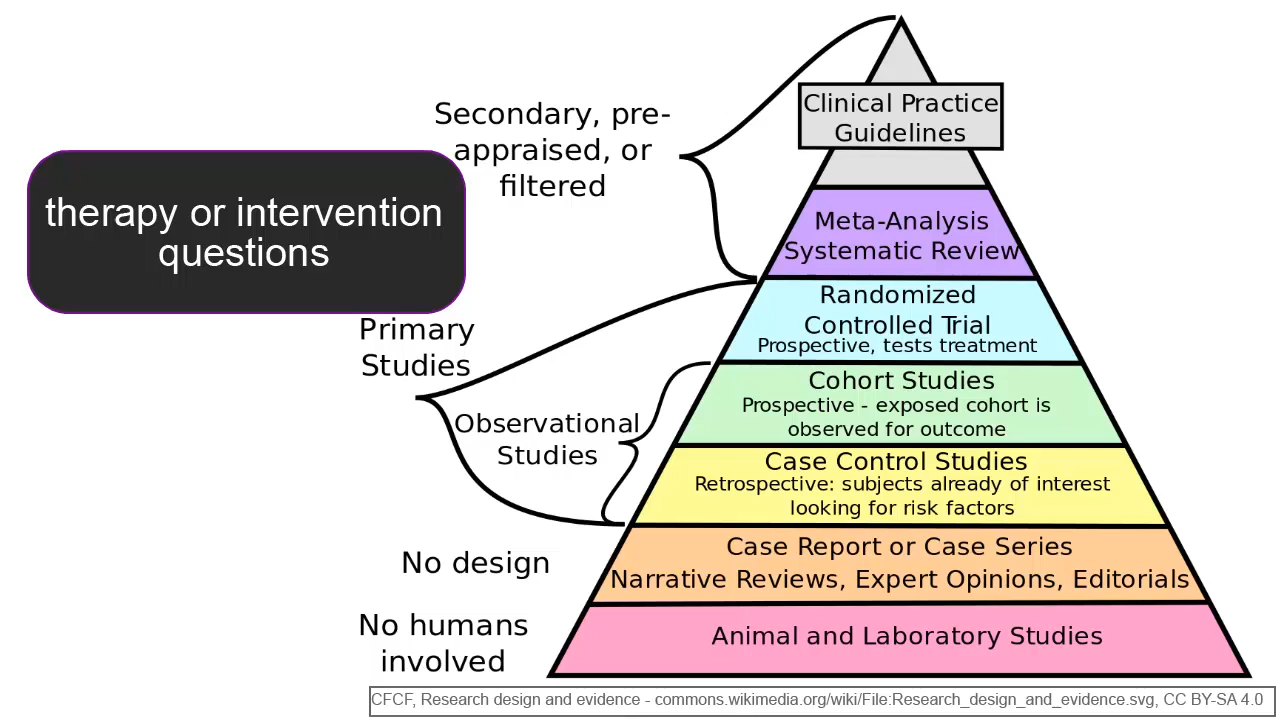 Clinical Practice
Guidelines
Secondary, pre-
appraised, or
filtered
therapy or intervention
questions
Meta-Analysis
Systematic Review
Randomized
Controlled Trial
Prospective, tests treatment
Primary
Studies
Cohort Studies
Prospective - exposed cohort is
observed for outcome
Observational
Studies
Case Control Studies
Retrospective: subjects already of interest
looking for risk factors
No design
Case Report or Case Series
Narrative Reviews, Expert Opinions, Editorials
No humans
involved
Animal and Laboratory Studies
CFCF, Research design and evidence - commons.wikimedia.org/wiki/File:Research_design_and_evidence.svg, CC BY-SA 4.0